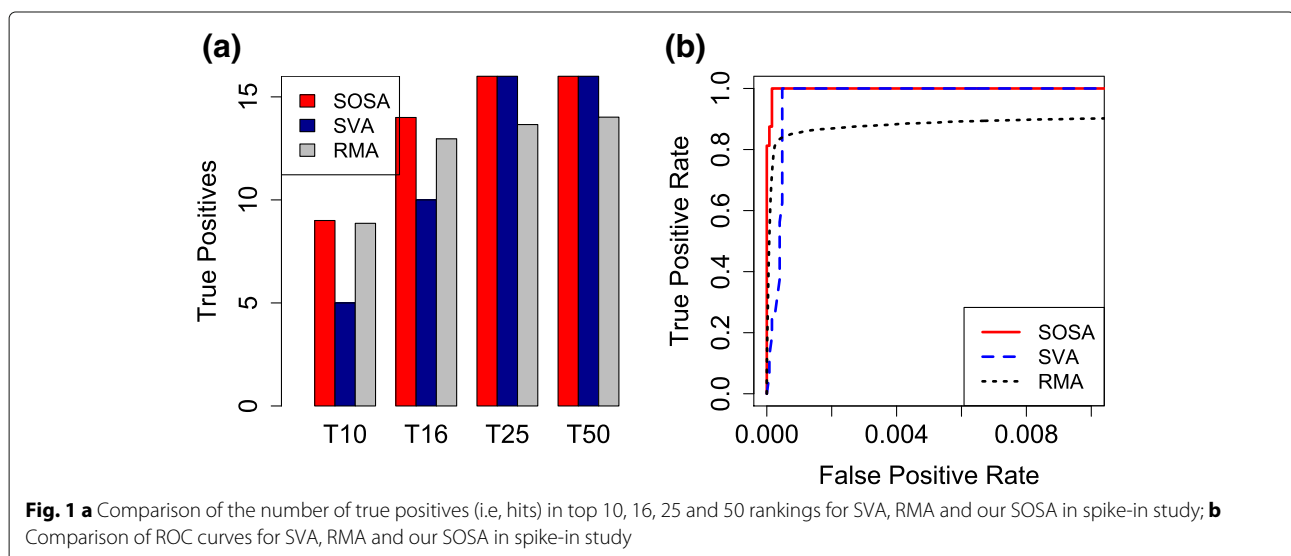 (a)
SOSA
SVA
RMA
True Positives
15
10
5
0
T10 T16 T25 T50
(b)
True Positive Rate
1.0
0.8
0.6
0.4
0.2
0.0
SOSA
SVA
RMA
0.000 0.004 0.008
False Positive Rate
Fig. 1 a Comparison of the number of true positives (i.e, hits) in top 10, 16, 25 and 50 rankings for SVA, RMA and our SOSA in spike-in study; b
Comparison of ROC curves for SVA, RMA and our SOSA in spike-in study